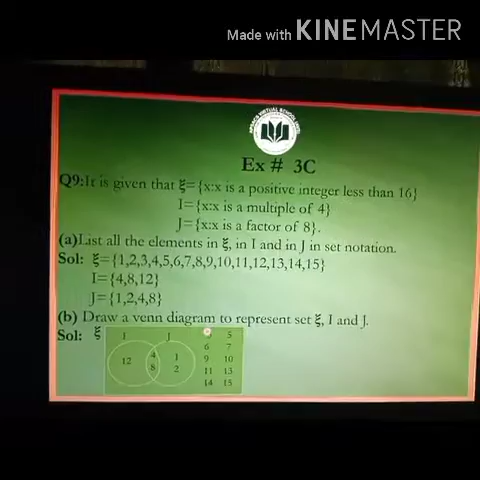 Made with KINEMASTER
Ex # 3C
Q9:It is given that ξ={x:x is a positive integer less than 16}
I={x:x is a multiple of 4}
J={x:x is a factor of 8}.
(a)List all the elements in ξ, in I and in J in set notation.
Sol: ξ={1,2,3,4,5,6,7,8,9,10,11,12,13,14,15}
I={4,8,12}
J={1,2,4,8}
(b) Draw a venn diagram to represent set ξ, I and J.
Sol: ξ
I J 5
6 7
12 4 1 9 10
8 2 11 13
14 15